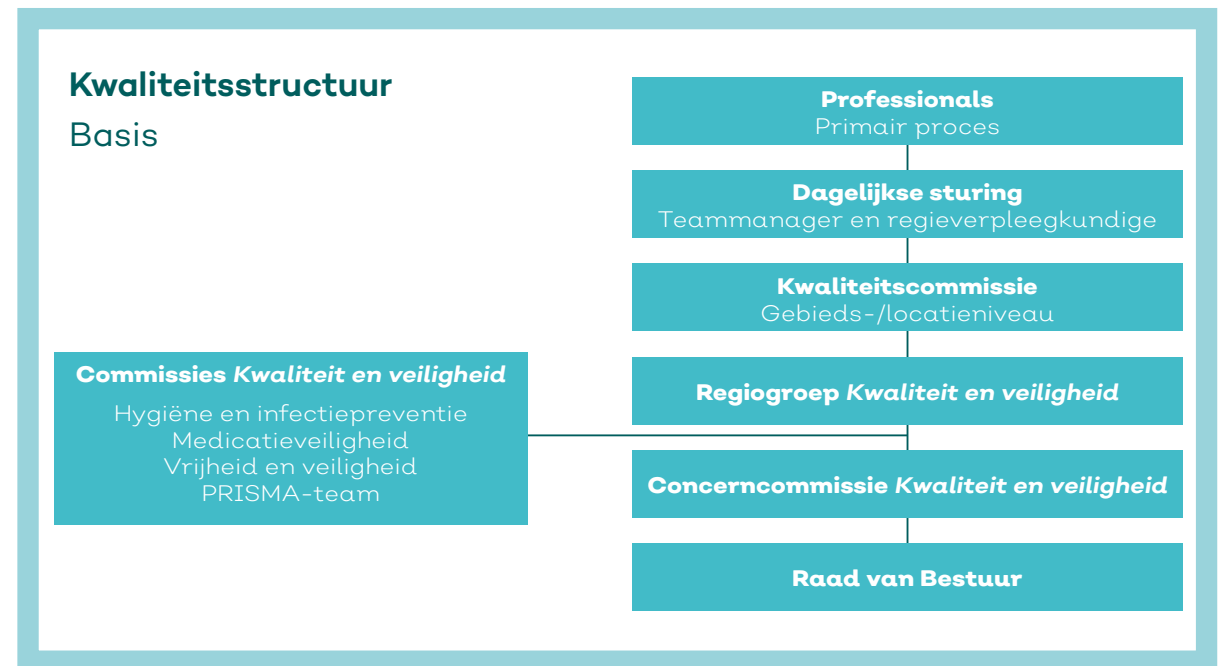 Kwaliteitsstructuur
Basis
Professionals
Primair proces
Dagelijkse sturing
Teammanager en regieverpleegkundige
Kwaliteitscommissie
Gebieds-/locatieniveau
Regiogroep Kwaliteit en veiligheid
Commissies Kwaliteit en veiligheid
Hygiëne en infectiepreventie
Medicatieveiligheid
Vrijheid en veiligheid
PRISMA-team
Concerncommissie Kwaliteit en veiligheid
Raad van Bestuur